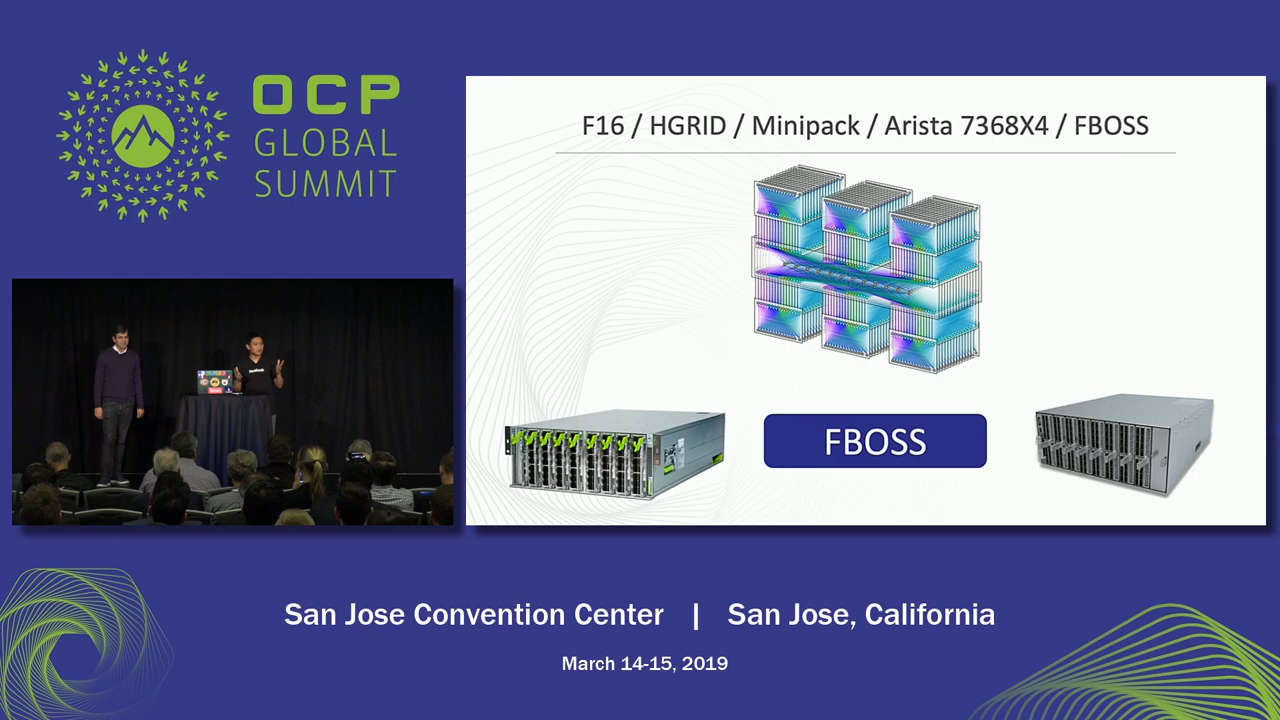 OCP
GLOBAL
SUMMIT
F16 / HGRID / Minipack / Arista 7368X4 / FBOSS
FBOSS
facebook
San Jose Convention Center | San Jose, California
March 14-15, 2019